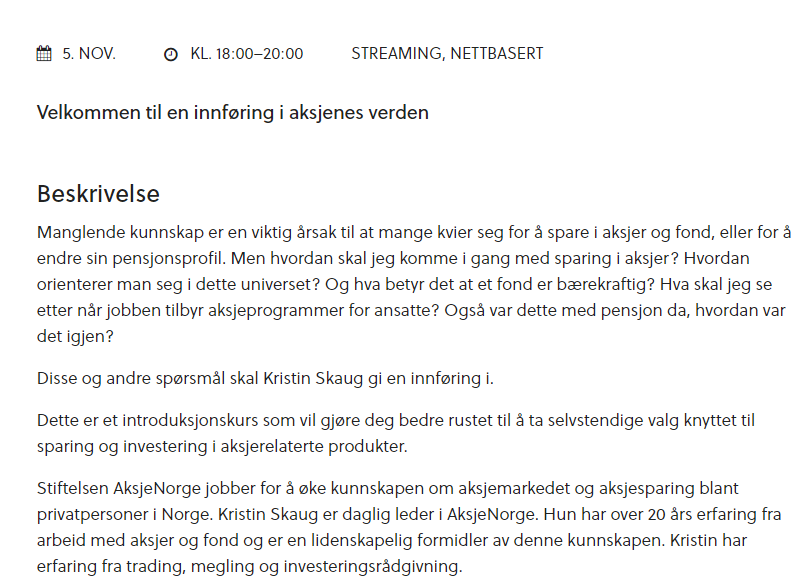 5. NOV. KL. 18:00–20:00 STREAMING, NETTBASERT
Velkommen til en innføring i aksjenes verden
Beskrivelse
Manglende kunnskap er en viktig årsak til at mange kvier seg for å spare i aksjer og fond, eller for å
endre sin pensjonsprofil. Men hvordan skal jeg komme i gang med sparing i aksjer? Hvordan
orienterer man seg i dette universet? Og hva betyr det at et fond er bærekraftig? Hva skal jeg se
etter når jobben tilbyr aksjeprogrammer for ansatte? Også var dette med pensjon da, hvordan var
det igjen?
Disse og andre spørsmål skal Kristin Skaug gi en innføring i.
Dette er et introduksjonskurs som vil gjøre deg bedre rustet til å ta selvstendige valg knyttet til
sparing og investering i aksjerelaterte produkter.
Stiftelsen AksjeNorge jobber for å øke kunnskapen om aksjemarkedet og aksjesparing blant
privatpersoner i Norge. Kristin Skaug er daglig leder i AksjeNorge. Hun har over 20 års erfaring fra
arbeid med aksjer og fond og er en lidenskapelig formidler av denne kunnskapen. Kristin har
erfaring fra trading, megling og investeringsrådgivning.